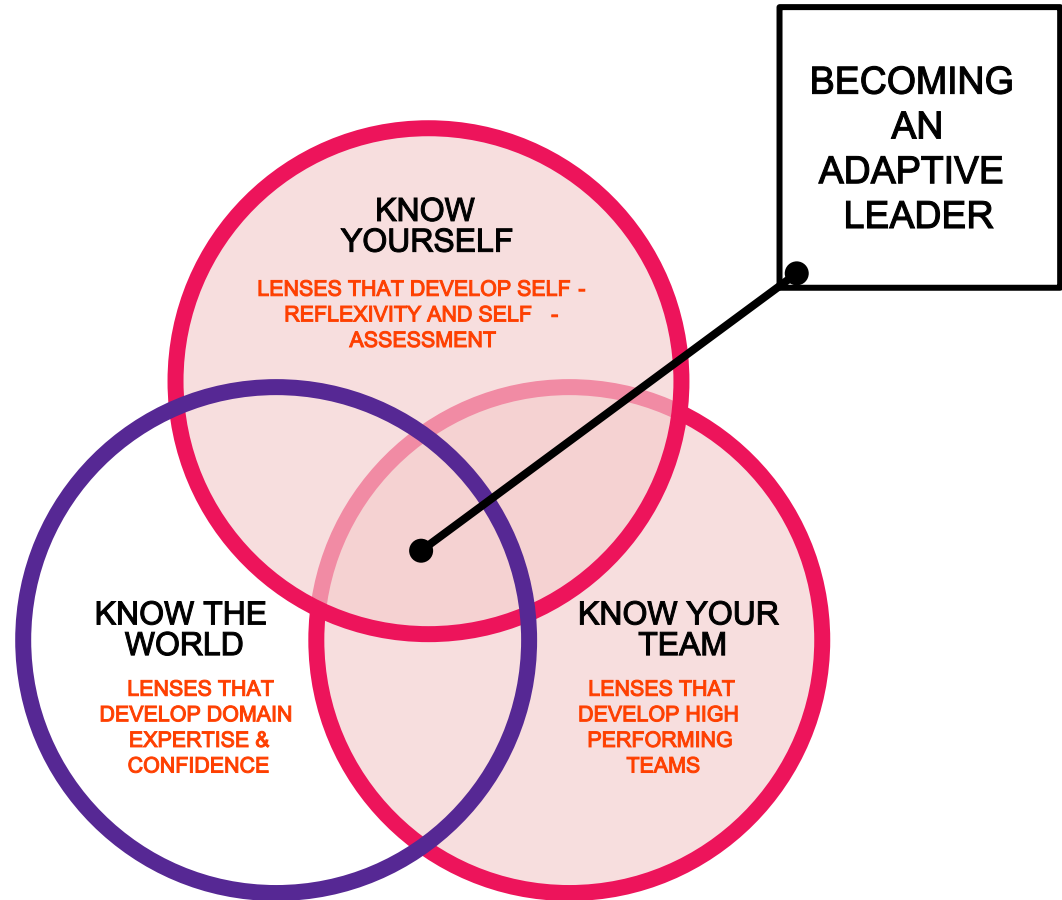 BECOMING
AN
ADAPTIVE
LEADER
KNOW
YOURSELF
LENSES THAT DEVELOP SELF -
REFLEXIVITY AND SELF -
ASSESSMENT
KNOW THE
WORLD
LENSES THAT
DEVELOP DOMAIN
EXPERTISE &
CONFIDENCE
KNOW YOUR
TEAM
LENSES THAT
DEVELOP HIGH
PERFORMING
TEAMS